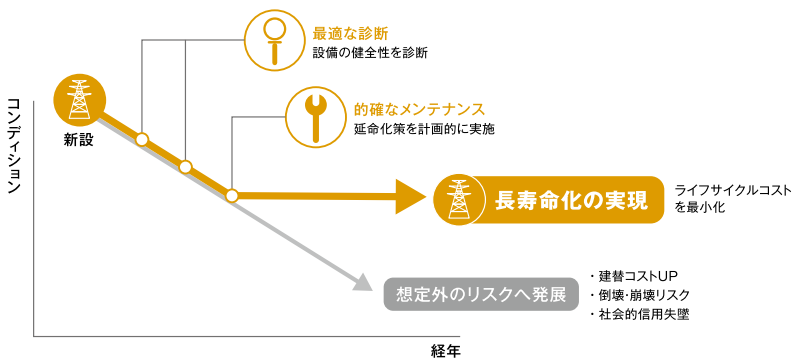 最適な診断
設備の健全性を診断
的確なメンテナンス
延命化策を計画的に実施
コンディション
新設
長寿命化の実現
ライフサイクルコスト
を最小化
想定外のリスクへ発展
・建替コストUP
・倒壊・崩壊リスク
・社会的信用失墜
経年